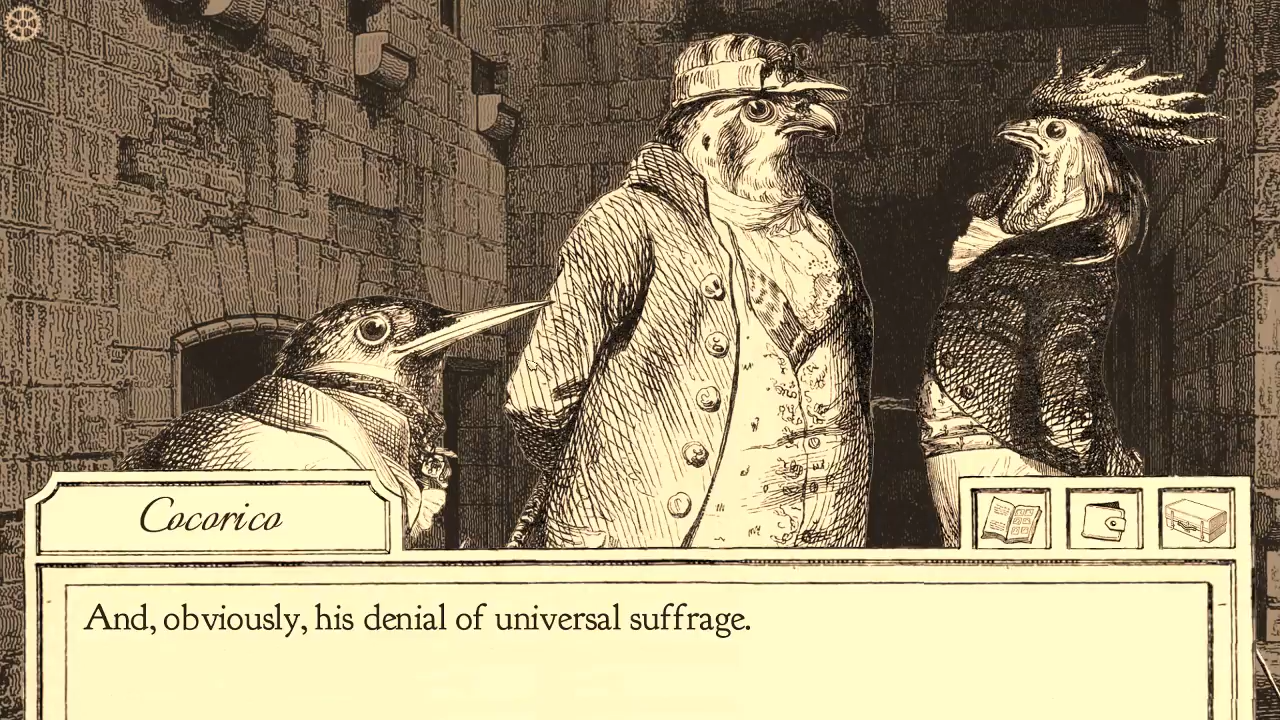 Cocorico
And, obviously, his denial of universal suffrage.